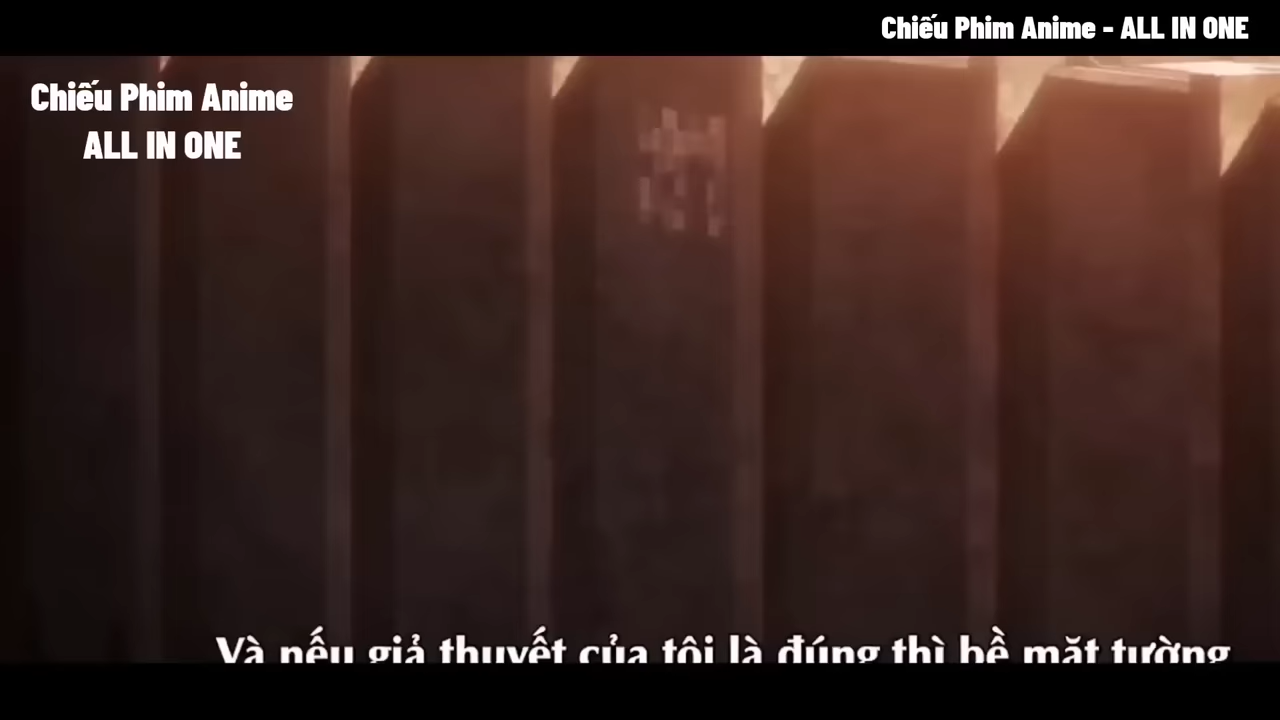 Chiếu Phim Anime - ALL IN ONE
Chiếu Phim Anime
ALL IN ONE
Và nếu giả thuyết của tôi là đúng thì bề mặt tường